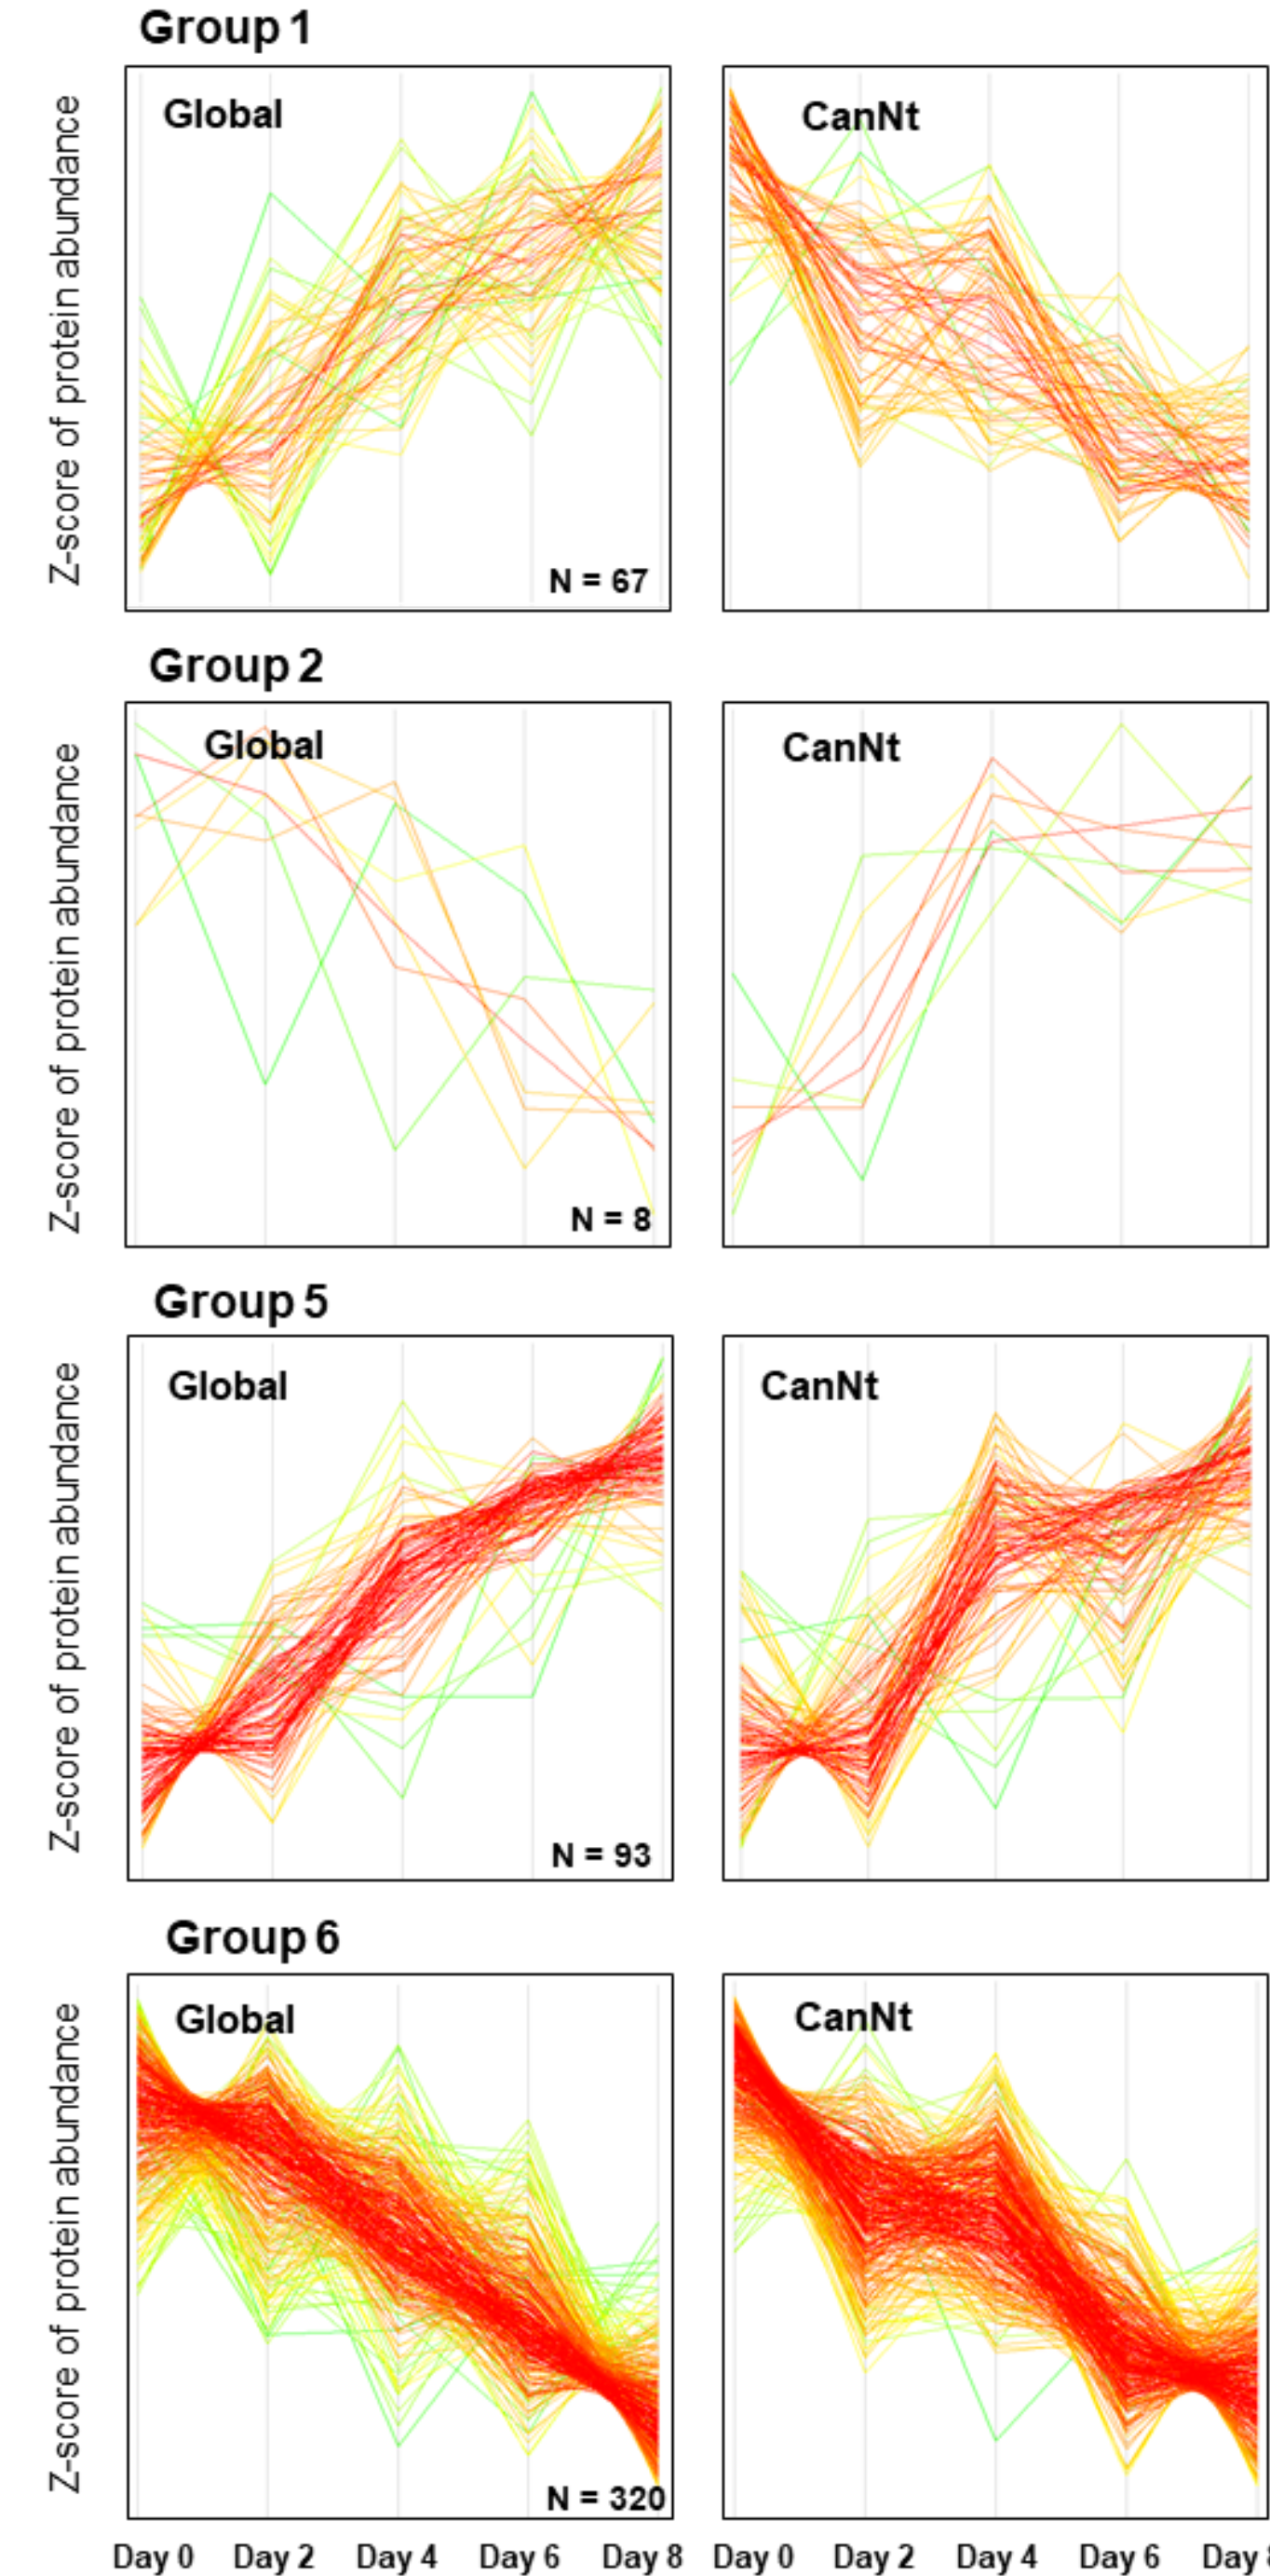 Group 1
Z-score of protein abundance
Global
N = 67
CanNt
Group 2
Z-score of protein abundance
Global
N = 8
CanNt
Group 5
Z-score of protein abundance
Global
N = 93
CanNt
Group 6
Z-score of protein abundance
Global
N = 320
CanNt
Day 0 Day 2 Day 4 Day 6 Day 8 Day 0 Day 2 Day 4 Day 6 Day 8